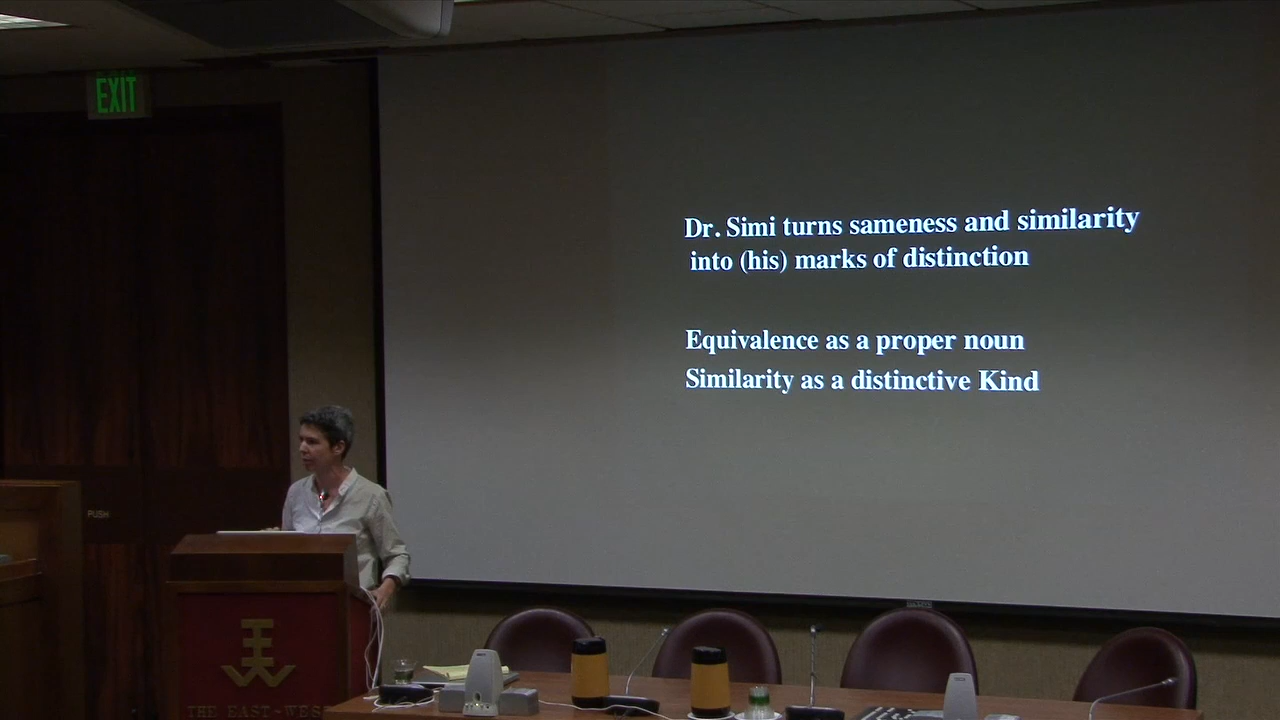 EXIT
Dr. Simi turns sameness and similarity
into (his) marks of distinction
Equivalence as a proper noun
Similarity as a distinctive Kind
PUSH
THE EAST-WES